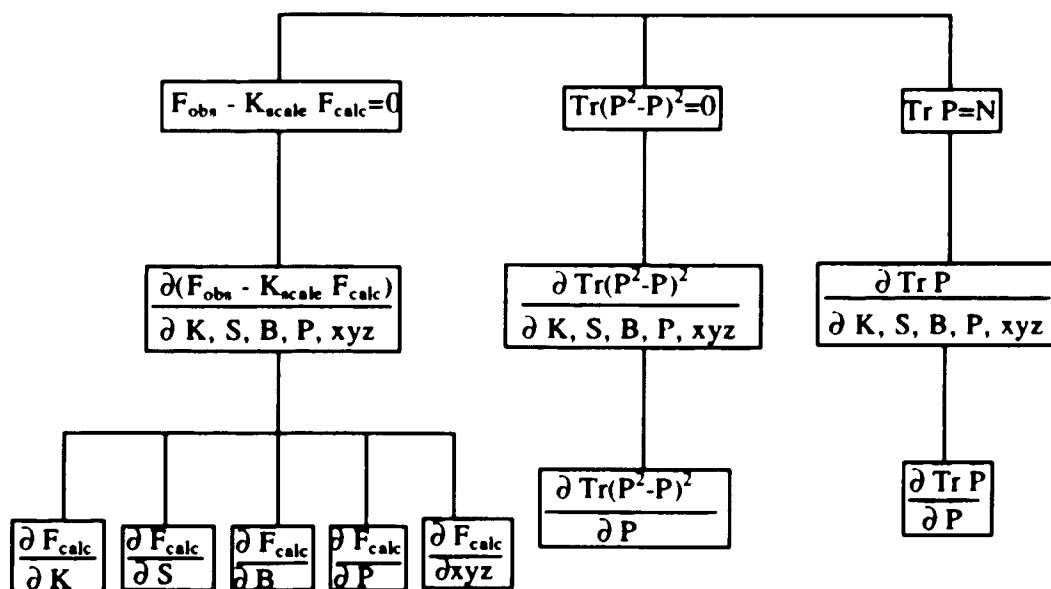 F_obs - K_scale F_calc=0
Tr(P²-P)²=0
Tr P=N
∂(F_obs - K_scale F_calc)
∂ K, S, B, P, xyz
∂ Tr(P²-P)²
∂ K, S, B, P, xyz
∂ Tr P
∂ K, S, B, P, xyz
∂ F_calc
∂ K
∂ F_calc
∂ S
∂ F_calc
∂ B
∂ F_calc
∂ P
∂ F_calc
∂xyz
∂ Tr(P²-P)²
∂ P
∂ Tr P
∂ P